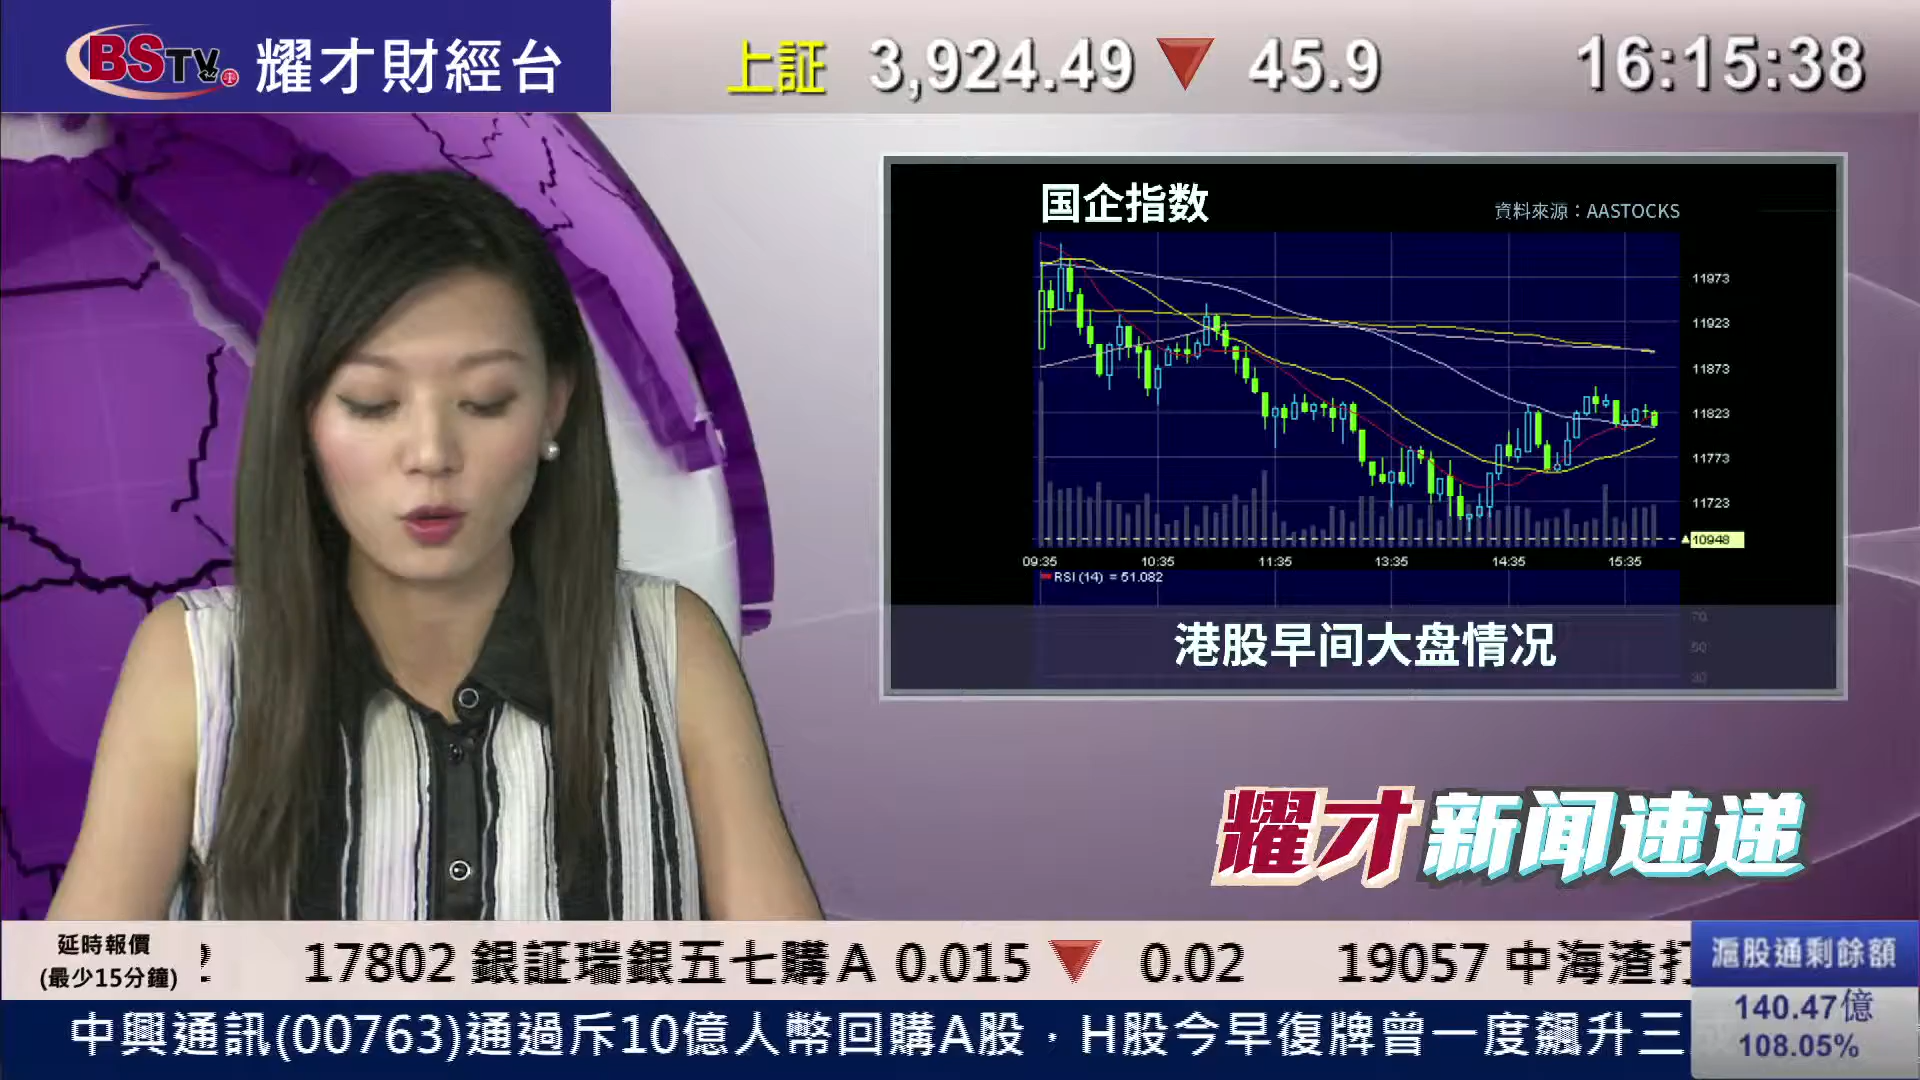 BSTV 耀才財經台
上証 3,924.49 ▼ 45.9
16:15:38
国企指数
資料來源：AASTOCKS
11973
11923
11873
11823
11773
11723
10948
09:35 10:35 11:35 13:35 14:35 15:35
RSI (14) = 51.082
70
50
30
港股早间大盘情况
耀才新闻速递
延時報價
(最少15分鐘)
17802 銀証瑞銀五七購A 0.015 ▼ 0.02 19057 中海渣打
滬股通剩餘額
140.47億
108.05%
中興通訊(00763)通過斥10億人幣回購A股，H股今早復牌曾一度飆升三